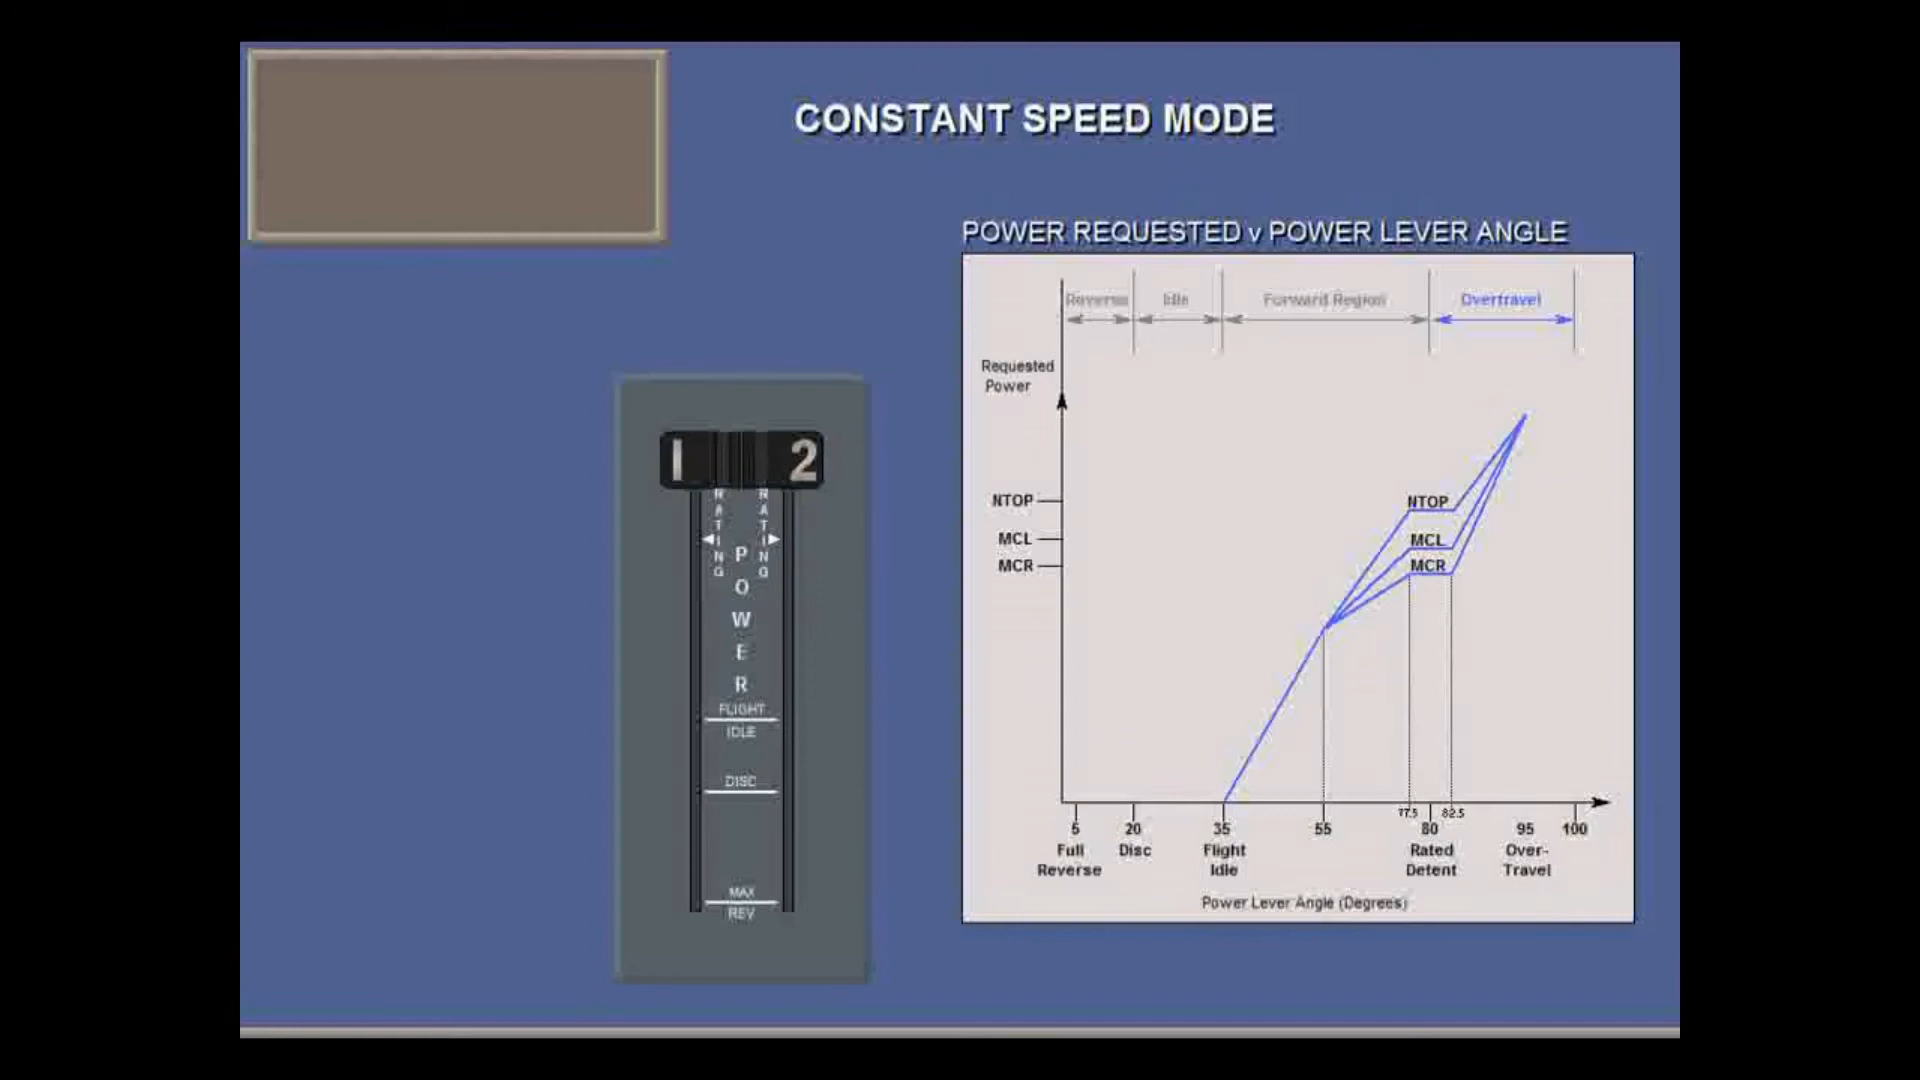 CONSTANT SPEED MODE
POWER REQUESTED v POWER LEVER ANGLE
Reverse Idle Forward Region Overtravel
Requested
Power
NTOP
MCL
MCR
NTOP
MCL
MCR
77.5 82.5
5 20 35 55 80 95 100
Full Disc Flight Rated Over-
Reverse Idle Detent Travel
Power Lever Angle (Degrees)
1 2
RATING RATING
POWER
FLIGHT
IDLE
DISC
MAX
REV